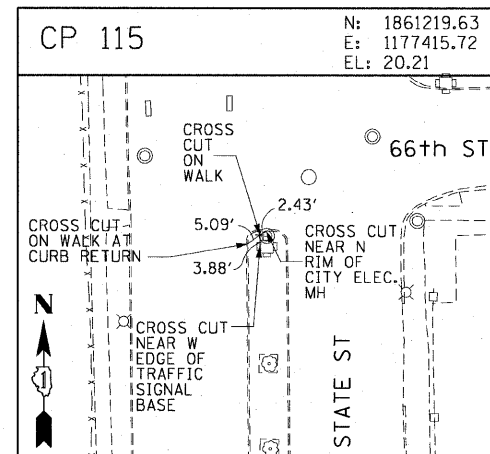 CP 115
N: 1861219.63
E: 1177415.72
EL: 20.21
CROSS
CUT
ON
WALK
66th ST
2.43'
5.09'
3.88'
CROSS CUT
ON WALK AT
CURB RETURN
CROSS CUT
NEAR N
RIM OF
CITY ELEC.
MH
N
1
CROSS CUT
NEAR W
EDGE OF
TRAFFIC
SIGNAL
BASE
STATE ST